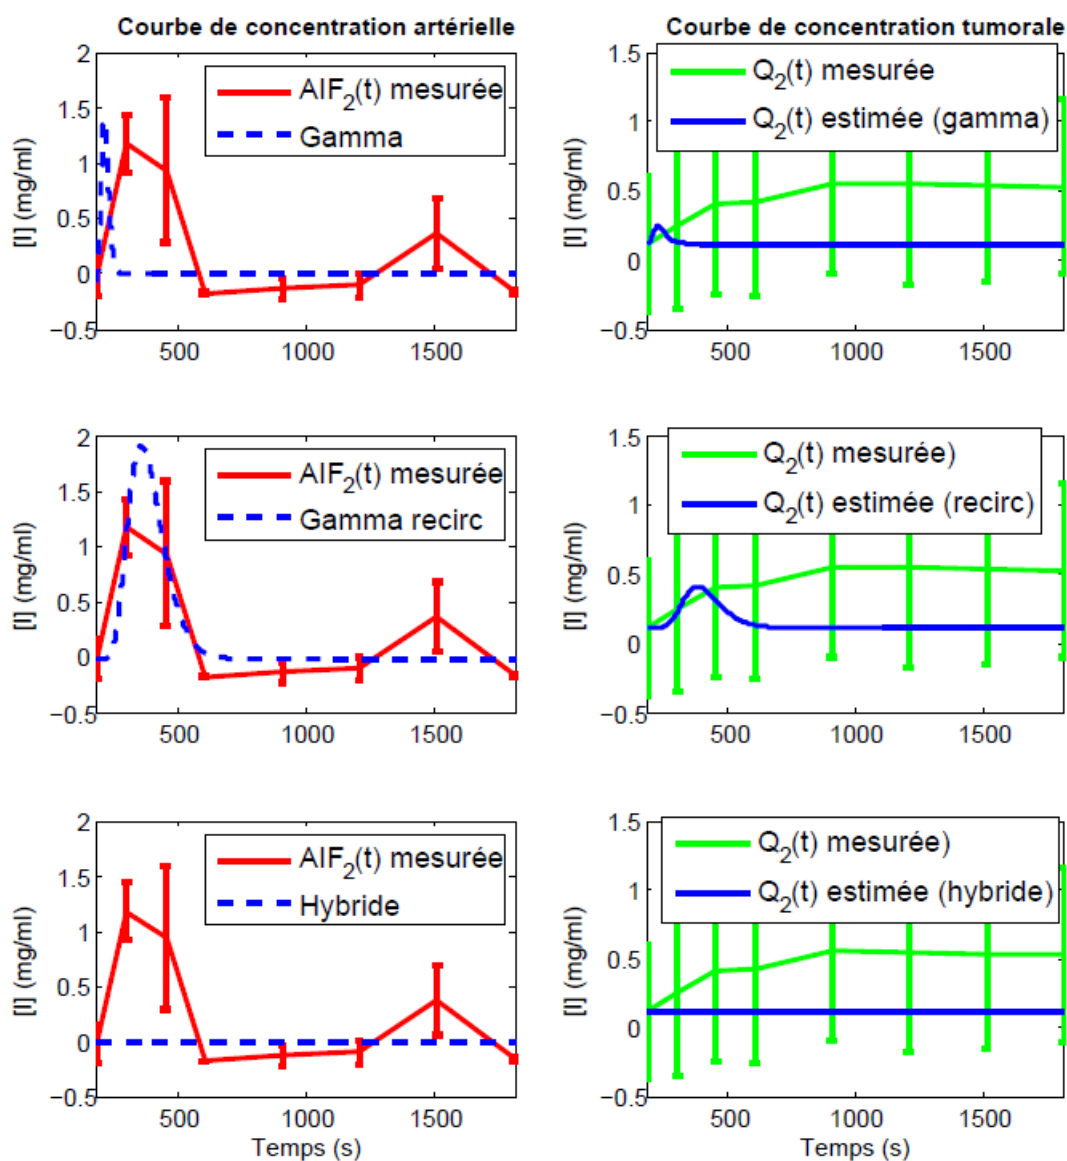 Courbe de concentration artérielle
[I] (mg/ml)
2
1.5
1
0.5
0
−0.5
500
1000
1500
AIF2(t) mesurée
Gamma
Courbe de concentration tumorale
[I] (mg/ml)
1.5
1
0.5
0
−0.5
500
1000
1500
Q2(t) mesurée
Q2(t) estimée (gamma)
[I] (mg/ml)
2
1.5
1
0.5
0
−0.5
500
1000
1500
AIF2(t) mesurée
Gamma recirc
[I] (mg/ml)
1.5
1
0.5
0
−0.5
500
1000
1500
Q2(t) mesurée)
Q2(t) estimée (recirc)
[I] (mg/ml)
2
1.5
1
0.5
0
−0.5
500
1000
1500
Temps (s)
AIF2(t) mesurée
Hybride
[I] (mg/ml)
1.5
1
0.5
0
−0.5
500
1000
1500
Temps (s)
Q2(t) mesurée)
Q2(t) estimée (hybride)